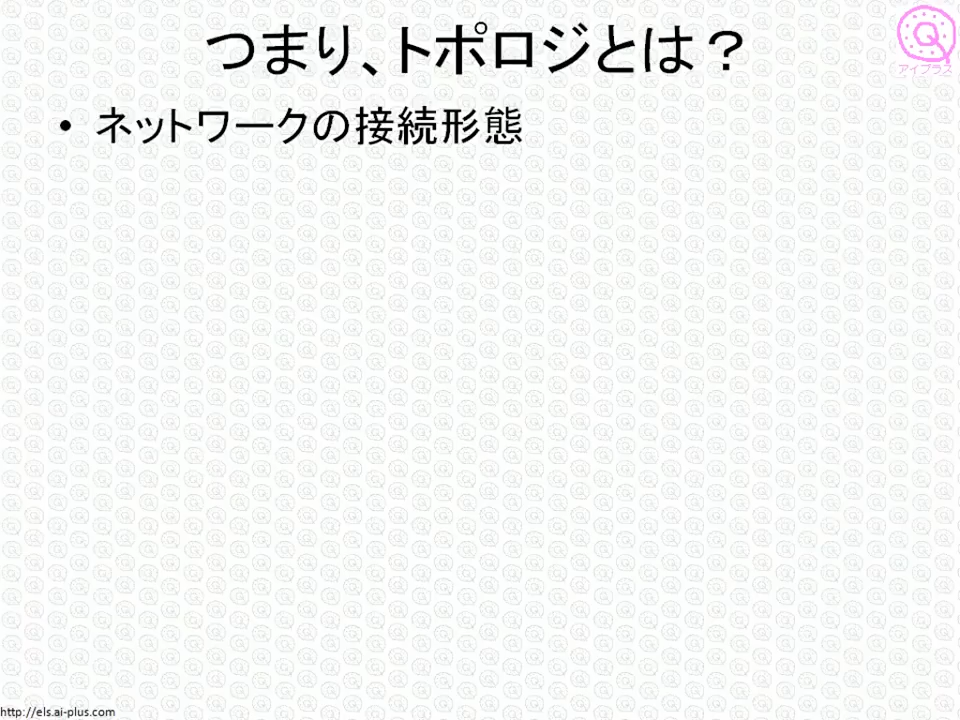 つまり、トポロジとは？
アイプラス
• ネットワークの接続形態
http://els.ai-plus.com